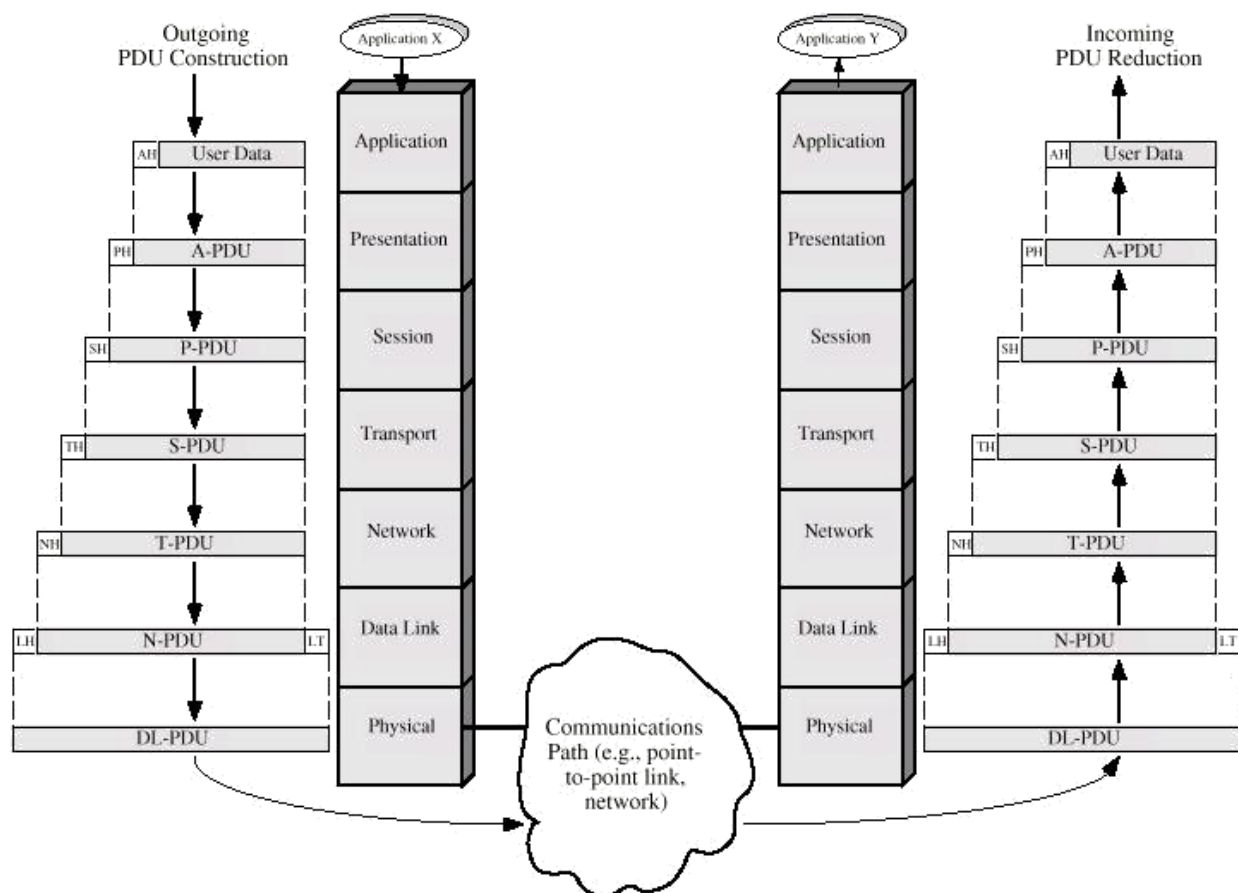 Outgoing
PDU Construction
Application X
Application Y
Incoming
PDU Reduction
AH User Data
Application
Application
AH User Data
PH A-PDU
Presentation
Presentation
PH A-PDU
SH P-PDU
Session
Session
SH P-PDU
TH S-PDU
Transport
Transport
TH S-PDU
NH T-PDU
Network
Network
NH T-PDU
LH N-PDU LT
Data Link
Data Link
LH N-PDU LT
DL-PDU
Physical
Communications
Path (e.g., point-
to-point link,
network)
Physical
DL-PDU